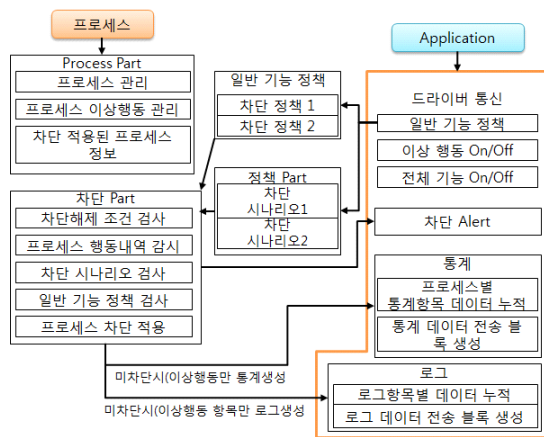 프로세스
Application
Process Part
프로세스 관리
프로세스 이상행동 관리
차단 적용된 프로세스
정보
일반 기능 정책
차단 정책 1
차단 정책 2
정책 Part
차단
시나리오1
차단
시나리오2
드라이버 통신
일반 기능 정책
이상 행동 On/Off
전체 기능 On/Off
차단 Part
차단해제 조건 검사
프로세스 행동내역 감시
차단 시나리오 검사
일반 기능 정책 검사
프로세스 차단 적용
차단 Alert
통계
프로세스별
통계항목 데이터 누적
통계 데이터 전송 블
록 생성
미차단시(이상행동만 통계생성
로그
로그항목별 데이터 누적
로그 데이터 전송 블록 생성
미차단시(이상행동 항목만 로그생성